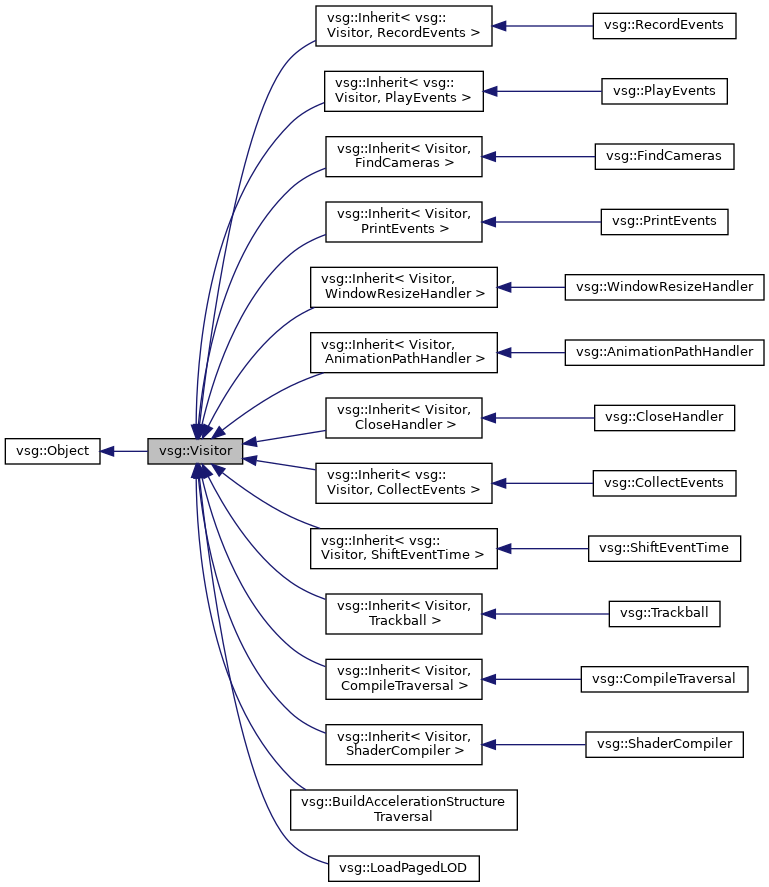 vsg::Inherit< vsg::
Visitor, RecordEvents >
vsg::RecordEvents
vsg::Inherit< vsg::
Visitor, PlayEvents >
vsg::PlayEvents
vsg::Inherit< Visitor,
FindCameras >
vsg::FindCameras
vsg::Inherit< Visitor,
PrintEvents >
vsg::PrintEvents
vsg::Inherit< Visitor,
WindowResizeHandler >
vsg::WindowResizeHandler
vsg::Inherit< Visitor,
AnimationPathHandler >
vsg::AnimationPathHandler
vsg::Inherit< Visitor,
CloseHandler >
vsg::CloseHandler
vsg::Object
vsg::Visitor
vsg::Inherit< vsg::
Visitor, CollectEvents >
vsg::CollectEvents
vsg::Inherit< vsg::
Visitor, ShiftEventTime >
vsg::ShiftEventTime
vsg::Inherit< Visitor,
Trackball >
vsg::Trackball
vsg::Inherit< Visitor,
CompileTraversal >
vsg::CompileTraversal
vsg::Inherit< Visitor,
ShaderCompiler >
vsg::ShaderCompiler
vsg::BuildAccelerationStructure
Traversal
vsg::LoadPagedLOD